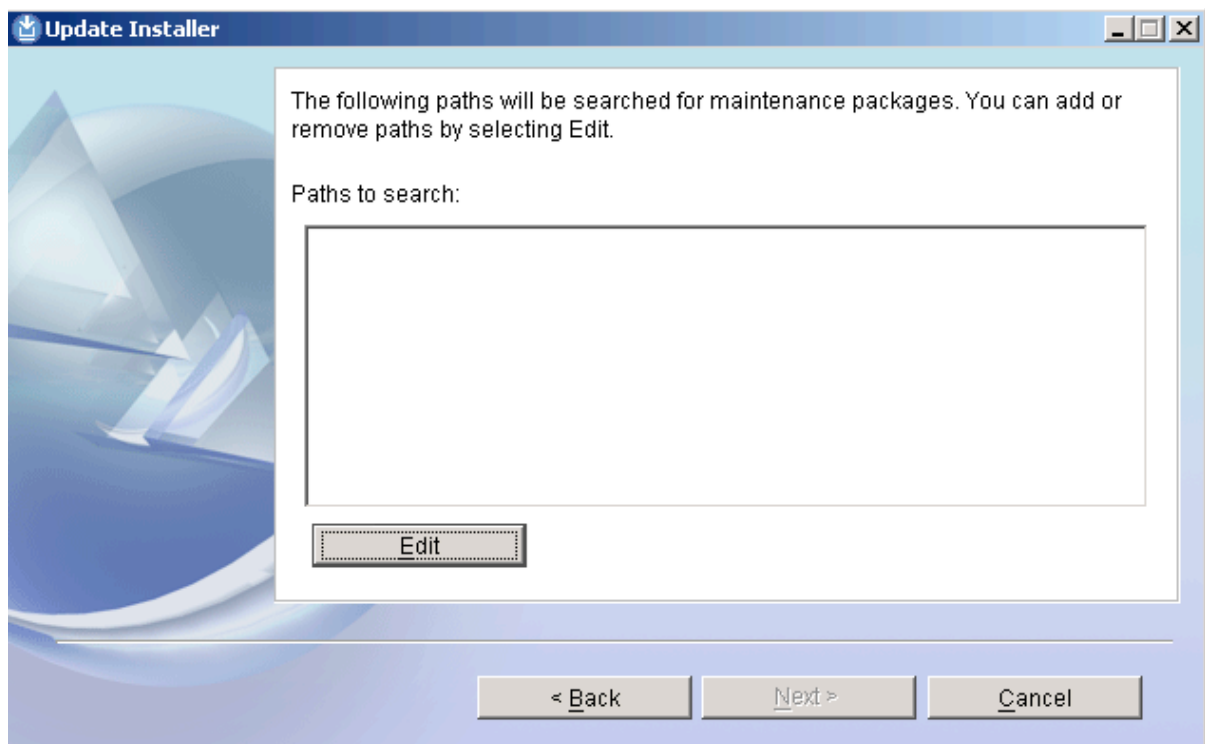 Update Installer
The following paths will be searched for maintenance packages. You can add or
remove paths by selecting Edit.
Paths to search:
Edit
< Back
Next >
Cancel